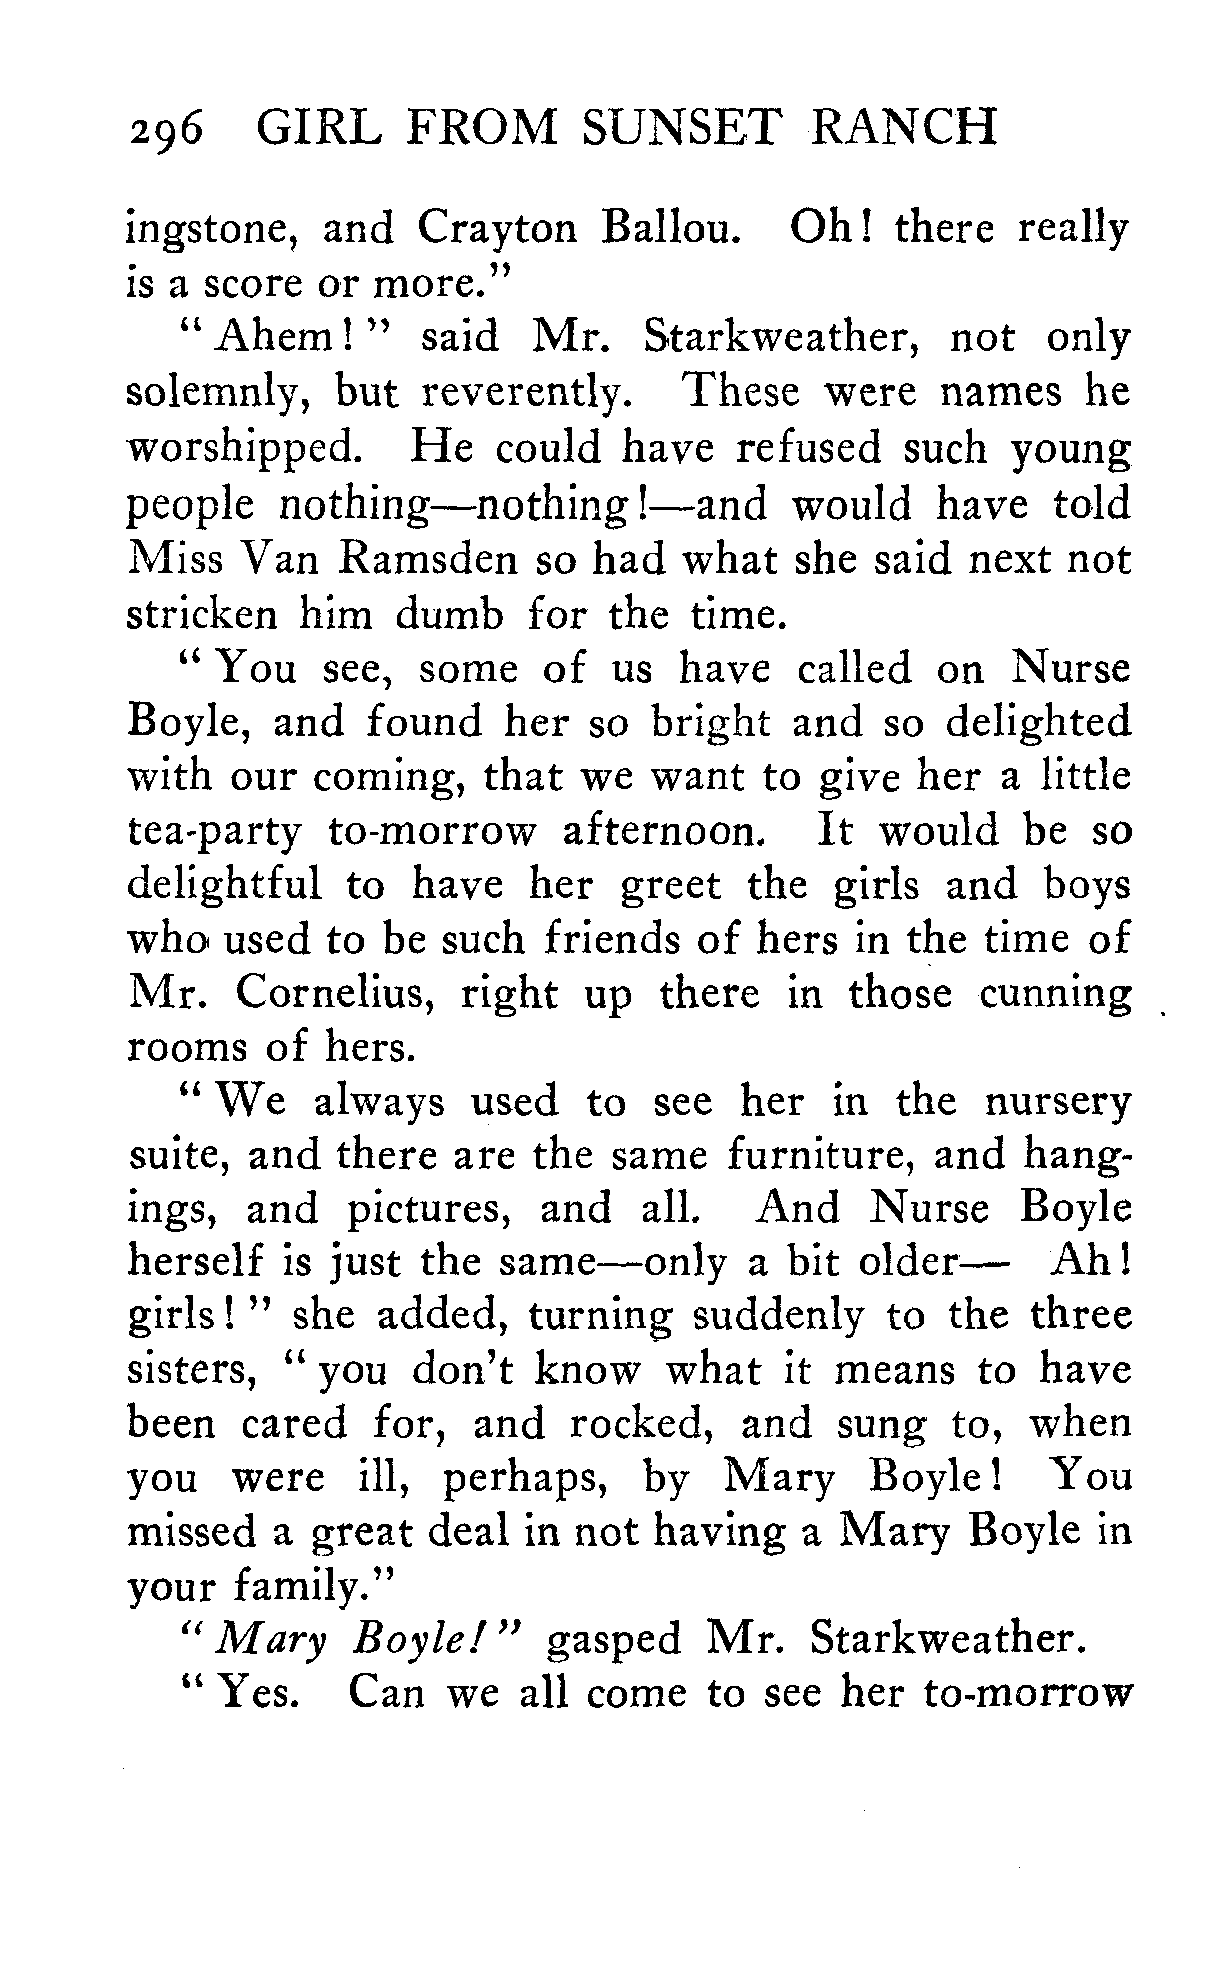 296 GIRL FROM SUNSET RANCH
ingstone, and Crayton Ballou. Oh! there really
is a score or more."
"Ahem!" said Mr. Starkweather, not only
solemnly, but reverently. These were names he
worshipped. He could have refused such young
people nothing—nothing!—and would have told
Miss Van Ramsden so had what she said next not
stricken him dumb for the time.
"You see, some of us have called on Nurse
Boyle, and found her so bright and so delighted
with our coming, that we want to give her a little
tea-party to-morrow afternoon. It would be so
delightful to have her greet the girls and boys
who used to be such friends of hers in the time of
Mr. Cornelius, right up there in those cunning
rooms of hers.
"We always used to see her in the nursery
suite, and there are the same furniture, and hang-
ings, and pictures, and all. And Nurse Boyle
herself is just the same—only a bit older— Ah!
girls!" she added, turning suddenly to the three
sisters, "you don't know what it means to have
been cared for, and rocked, and sung to, when
you were ill, perhaps, by Mary Boyle! You
missed a great deal in not having a Mary Boyle in
your family."
"Mary Boyle!" gasped Mr. Starkweather.
"Yes. Can we all come to see her to-morrow